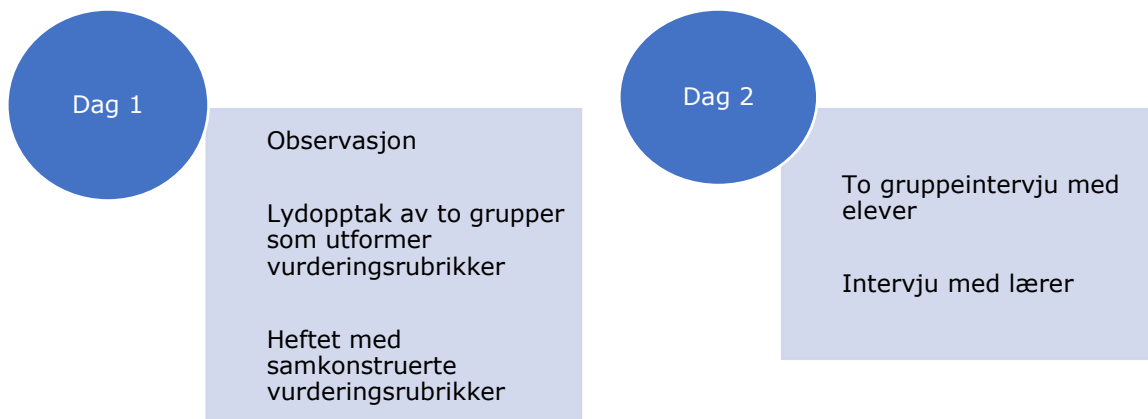 Dag 1
Observasjon
Lydopptak av to grupper
som utformer
vurderingsrubrikker
Heftet med
samkonstruerte
vurderingsrubrikker
Dag 2
To gruppeintervju med
elever
Intervju med lærer